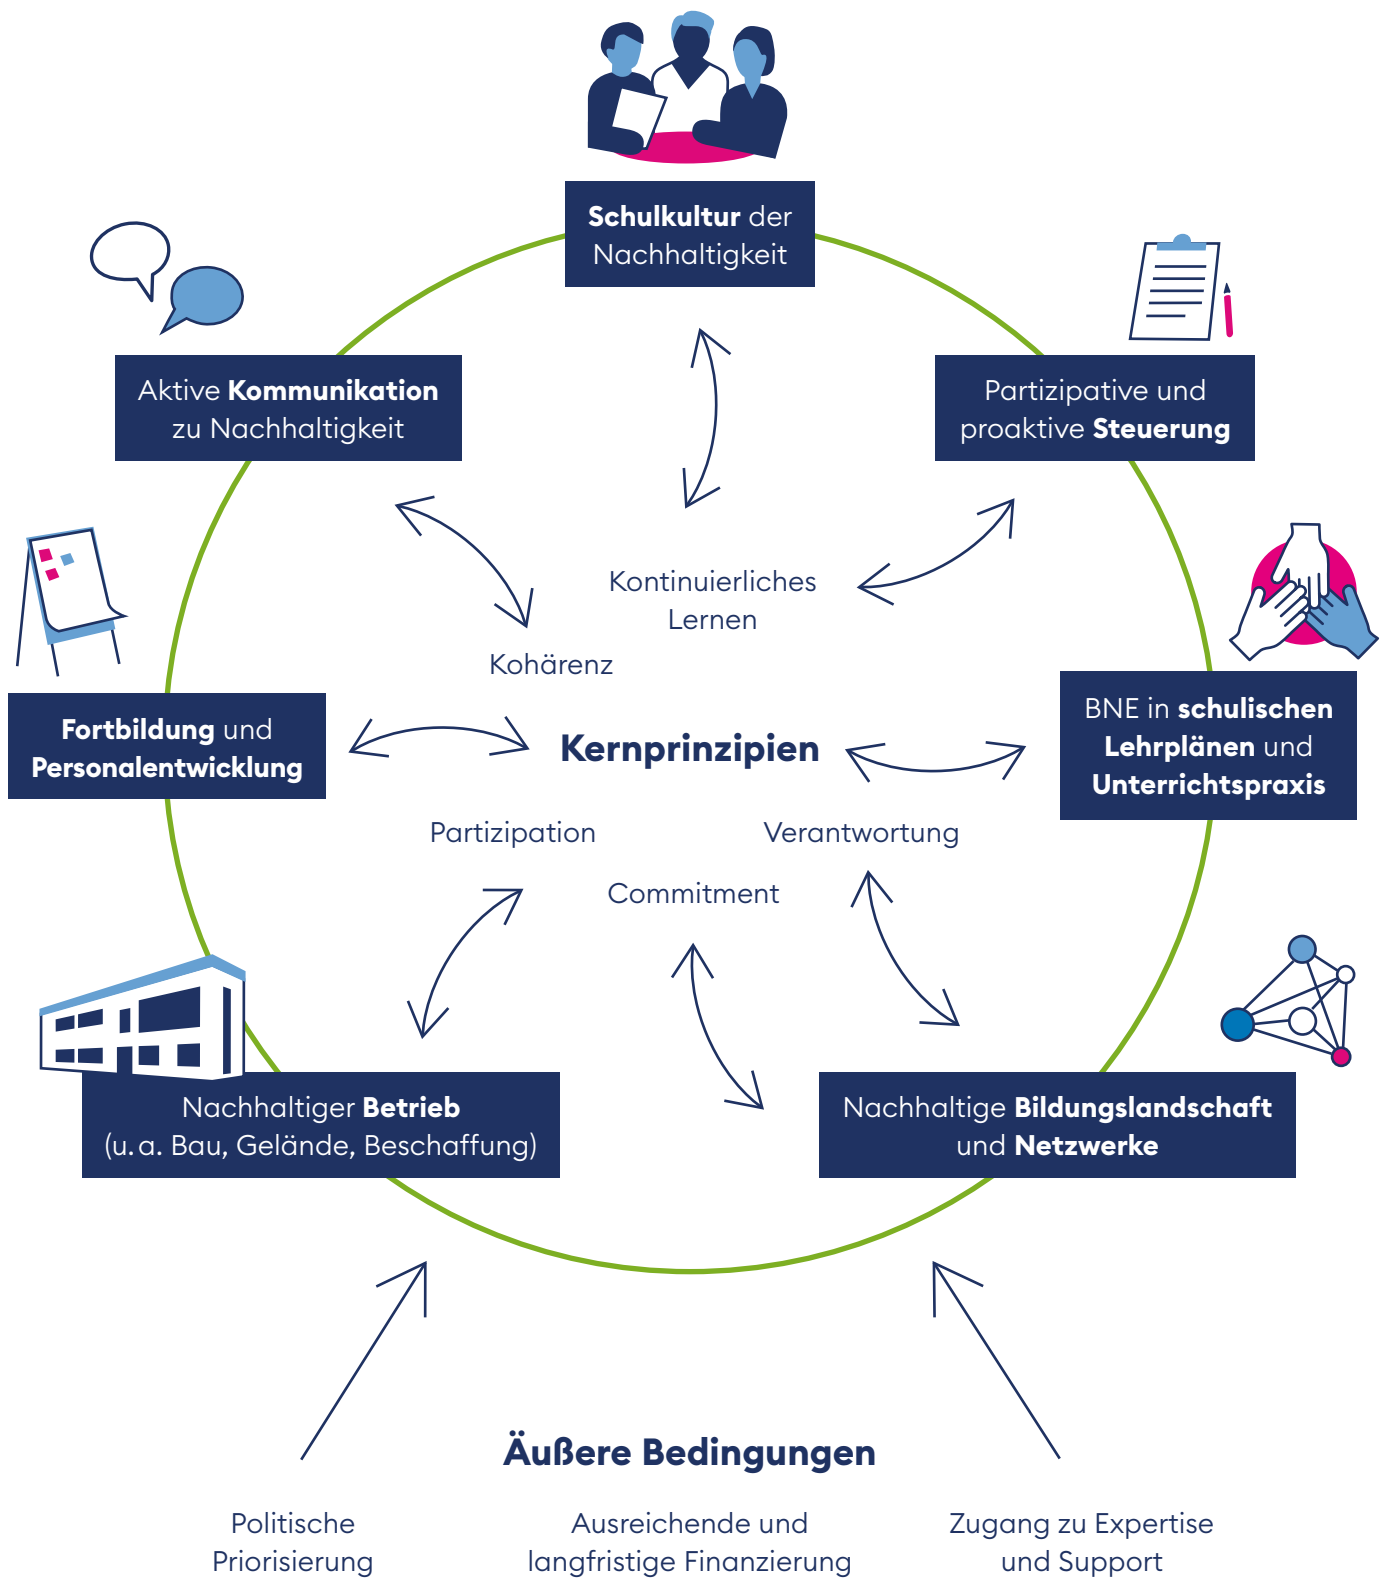 Schulkultur der
Nachhaltigkeit
Aktive Kommunikation
zu Nachhaltigkeit
Partizipative und
proaktive Steuerung
Kontinuierliches
Lernen
Kohärenz
Fortbildung und
Personalentwicklung
Kernprinzipien
BNE in schulischen
Lehrplänen und
Unterrichtspraxis
Partizipation
Verantwortung
Commitment
Nachhaltiger Betrieb
(u. a. Bau, Gelände, Beschaffung)
Nachhaltige Bildungslandschaft
und Netzwerke
Äußere Bedingungen
Politische
Priorisierung
Ausreichende und
langfristige Finanzierung
Zugang zu Expertise
und Support